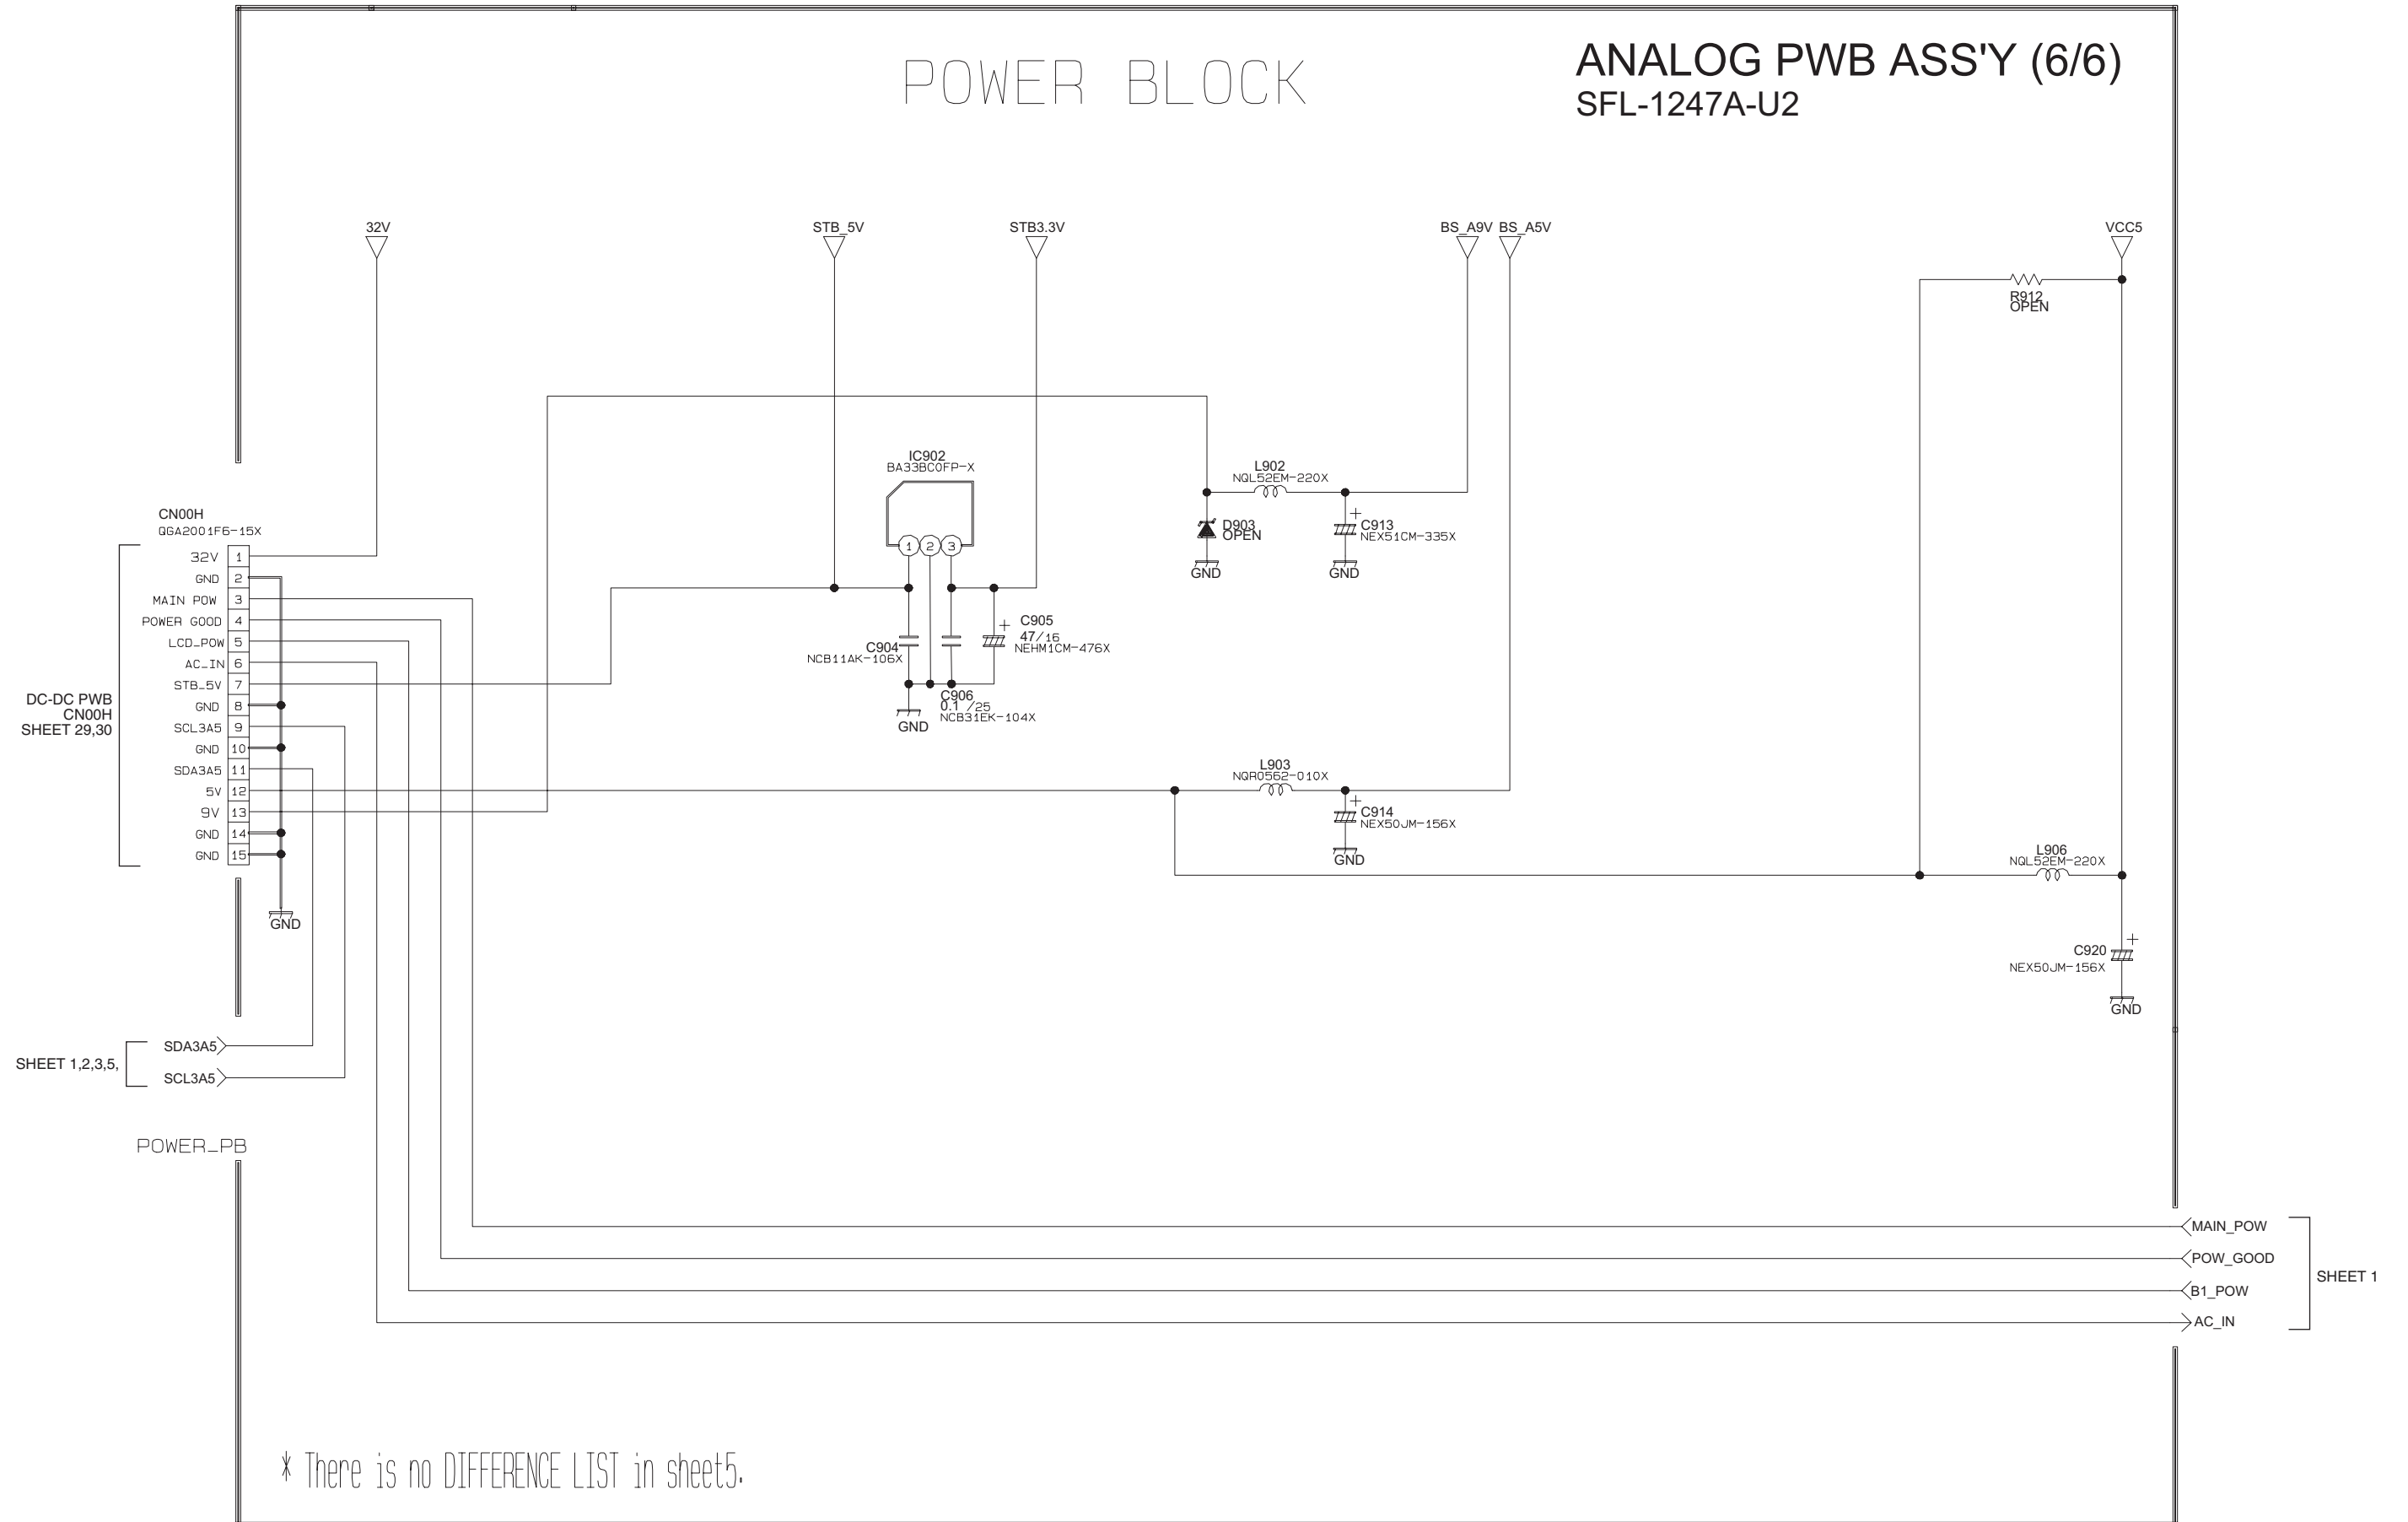 POWER BLOCK
ANALOG PWB ASS'Y (6/6)
SFL-1247A-U2
32V
STB_5V
STB3.3V
BS_A9V
BS_A5V
VCC5
R912
OPEN
IC902
BA33BC0FP-X
1
2
3
L902
NQL52EM-220X
D903
OPEN
GND
+
C913
NEX51CM-335X
GND
CN00H
QGA2001F6-15X
32V 1
GND 2
MAIN POW 3
POWER GOOD 4
LCD_POW 5
AC_IN 6
STB_5V 7
GND 8
SCL3A5 9
GND 10
SDA3A5 11
5V 12
9V 13
GND 14
GND 15
GND
DC-DC PWB
CN00H
SHEET 29,30
C904
NCB11AK-106X
+
C905
47/16
NEHM1CM-476X
C906
0.1 /25
NCB31EK-104X
GND
L903
NQR0562-010X
+
C914
NEX50JM-156X
GND
L906
NQL52EM-220X
+
C920
NEX50JM-156X
GND
SHEET 1,2,3,5,
SDA3A5
SCL3A5
POWER_PB
MAIN_POW
POW_GOOD
B1_POW
AC_IN
SHEET 1
* There is no DIFFERENCE LIST in sheet5.